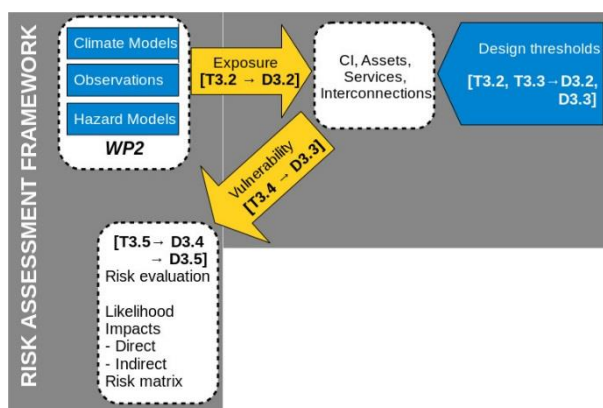 RISK ASSESSMENT FRAMEWORK
Climate Models
Observations
Hazard Models
WP2
Exposure
[T3.2 → D3.2]
CI, Assets,
Services,
Interconnections
Design thresholds
[T3.2, T3.3→D3.2,
D3.3]
Vulnerability
[T3.4 → D3.3]
[T3.5→ D3.4
→ D3.5]
Risk evaluation
Likelihood
Impacts
- Direct
- Indirect
Risk matrix